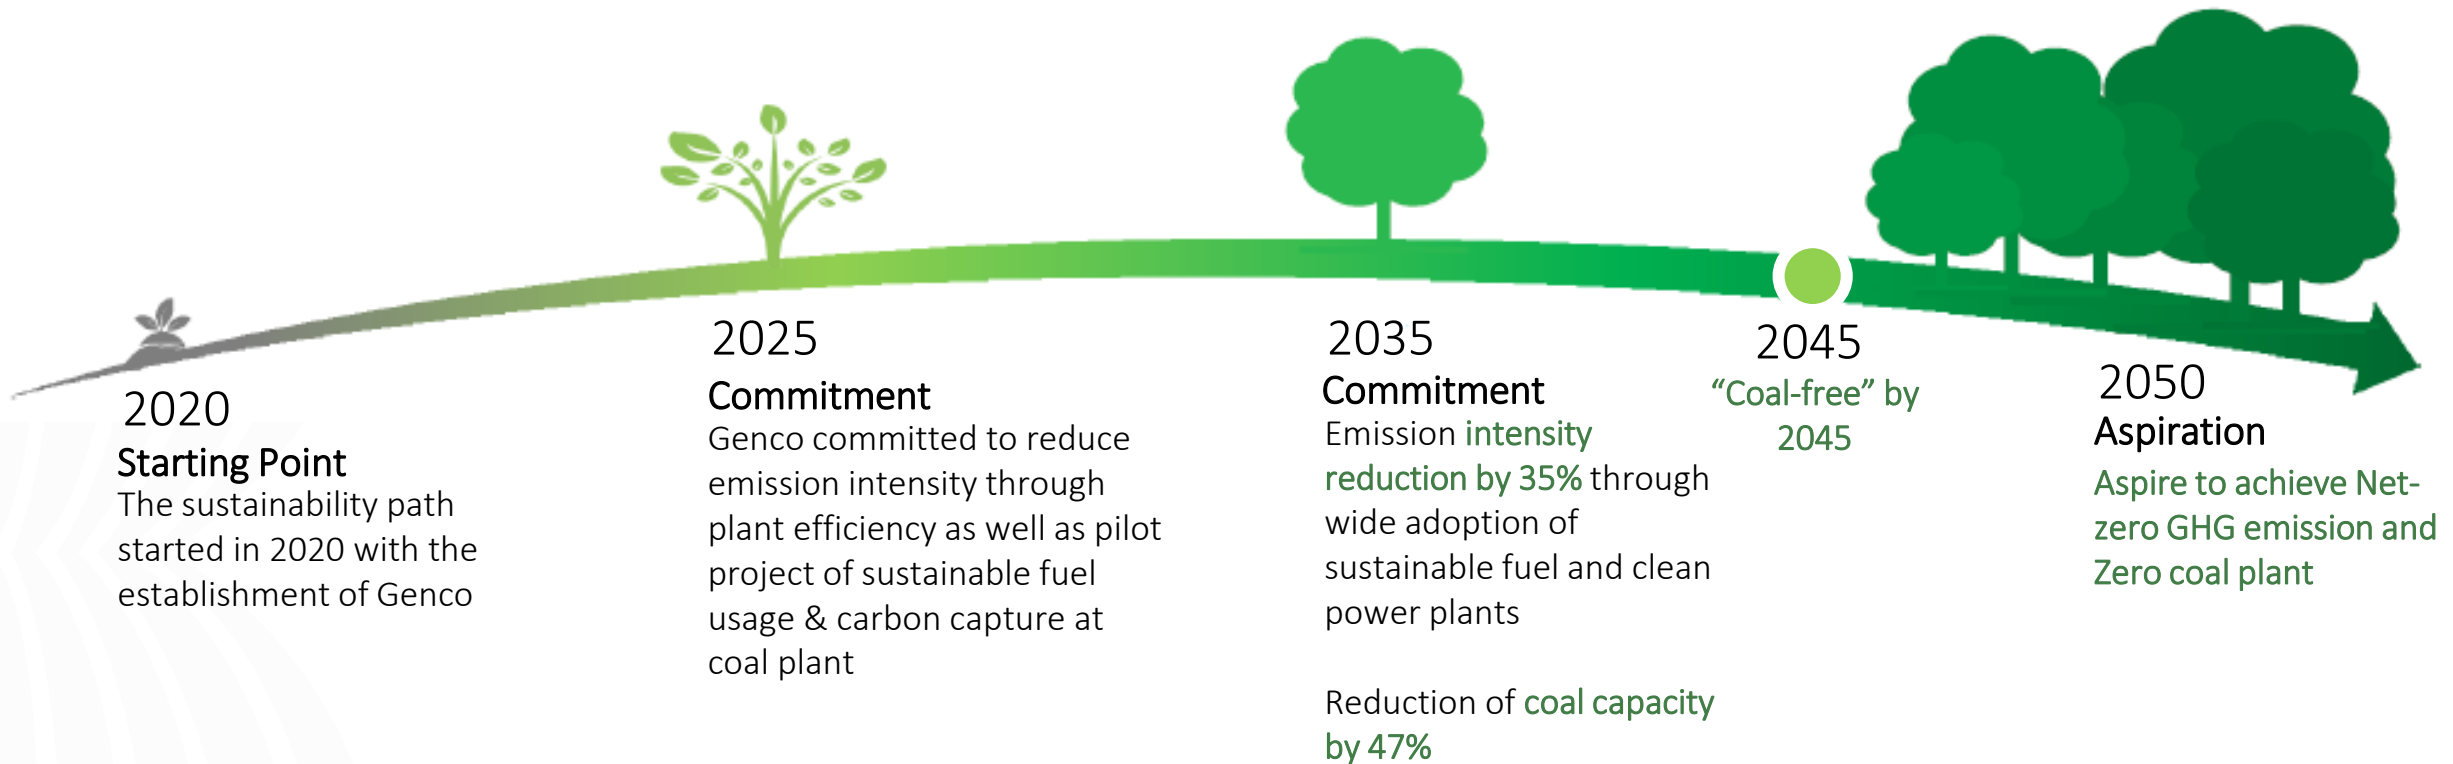 2020
Starting Point
The sustainability path
started in 2020 with the
establishment of Genco
2025
Commitment
Genco committed to reduce
emission intensity through
plant efficiency as well as pilot
project of sustainable fuel
usage & carbon capture at
coal plant
2035
Commitment
Emission intensity
reduction by 35% through
wide adoption of
sustainable fuel and clean
power plants
Reduction of coal capacity
by 47%
2045
“Coal-free” by
2045
2050
Aspiration
Aspire to achieve Net-
zero GHG emission and
Zero coal plant